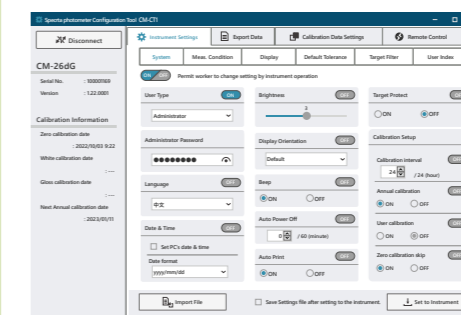 Spectra photometer Configuration Tool CM-CT1
Disconnect
CM-26dG
Serial No. : 10000169
Version : 1.22.0001
Calibration Information
Zero calibration date
: 2022/10/03 9:22
White calibration date
: ---
Gloss calibration date
: ---
Next Annual calibration date
: 2023/01/11
Instrument Settings
Export Data
Calibration Data Settings
Remote Control
System
Meas. Condition
Display
Default Tolerance
Target Filter
User Index
ON OFF Permit worker to change setting by instrument operation
User Type ON
Administrator
Administrator Password
●●●●●●●●
Language OFF
中文
Date & Time OFF
Set PC's date & time
Date format
yyyy/mm/dd
Brightness OFF
3
Display Orientation OFF
Default
Beep OFF
ON OFF
Auto Power Off OFF
0 / 60 (minute)
Auto Print OFF
ON OFF
Target Protect
ON OFF
Calibration Setup
Calibration interval
24 / 24 (hour)
Annual calibration
ON OFF
User calibration
ON OFF
Zero calibration skip
ON OFF
Import File
Save Settings file after setting to the instrument.
Set to Instrument